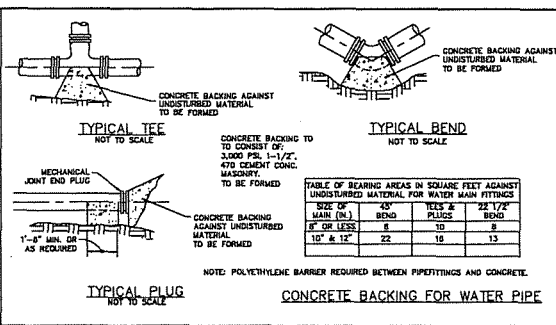 CONCRETE BACKING AGAINST
UNDISTURBED MATERIAL
TO BE FORMED
TYPICAL TEE
NOT TO SCALE
CONCRETE BACKING AGAINST
UNDISTURBED MATERIAL
TO BE FORMED
TYPICAL BEND
NOT TO SCALE
CONCRETE BACKING TO
TO CONSIST OF:
3,000 PSI, 1-1/2",
470 CEMENT CONC.
MASONRY.
TO BE FORMED
MECHANICAL
JOINT END PLUG
CONCRETE BACKING
AGAINST UNDISTURBED
MATERIAL
TO BE FORMED
1'-6" MIN. OR
AS REQUIRED
TYPICAL PLUG
NOT TO SCALE
TABLE OF BEARING AREAS IN SQUARE FEET AGAINST
UNDISTURBED MATERIAL FOR WATER MAIN FITTINGS
SIZE OF MAIN (IN.) 45° BEND TEES & PLUGS 22 1/2° BEND
8" OR LESS 10 8
10" & 12" 22 16 13
NOTE: POLYETHYLENE BARRIER REQUIRED BETWEEN PIPEFITTINGS AND CONCRETE.
CONCRETE BACKING FOR WATER PIPE